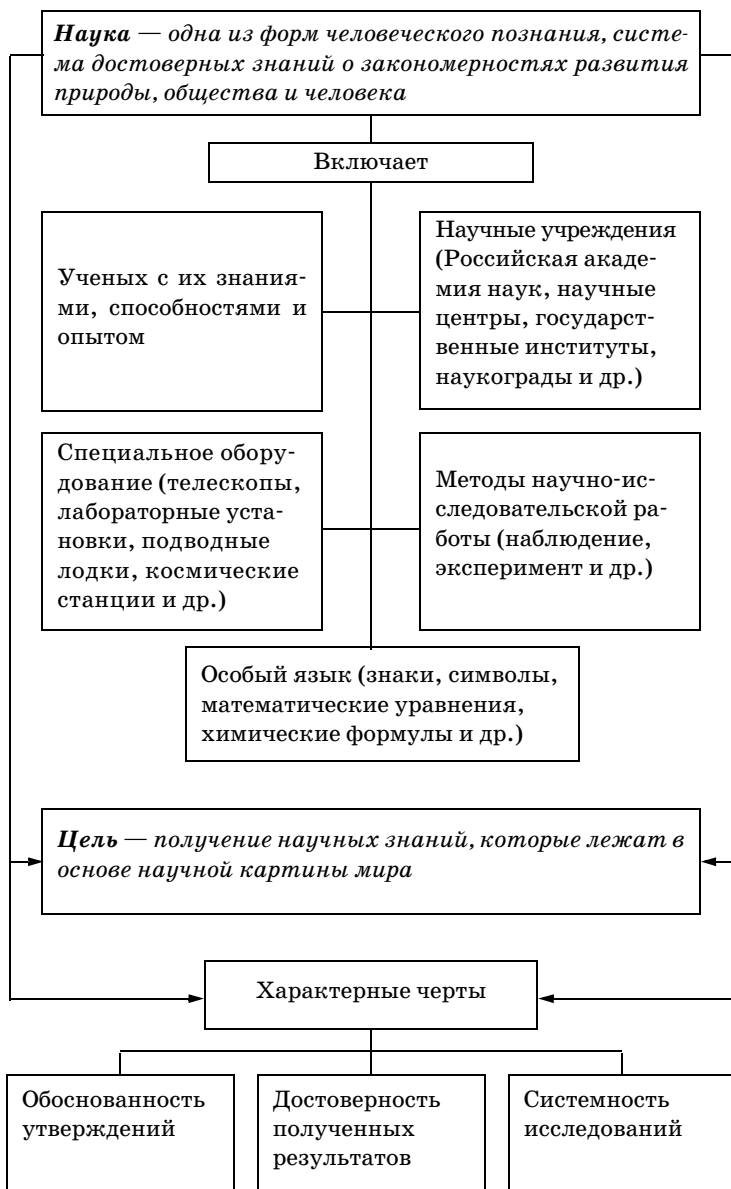 Наука — одна из форм человеческого познания, систе-
ма достоверных знаний о закономерностях развития
природы, общества и человека
Включает
Ученых с их знания-
ми, способностями и
опытом
Научные учреждения
(Российская акаде-
мия наук, научные
центры, государст-
венные институты,
наукограды и др.)
Специальное обору-
дование (телескопы,
лабораторные уста-
новки, подводные
лодки, космические
станции и др.)
Методы научно-ис-
следовательской ра-
боты (наблюдение,
эксперимент и др.)
Особый язык (знаки, символы,
математические уравнения,
химические формулы и др.)
Цель — получение научных знаний, которые лежат в
основе научной картины мира
Характерные черты
Обоснованность
утверждений
Достоверность
полученных
результатов
Системность
исследований